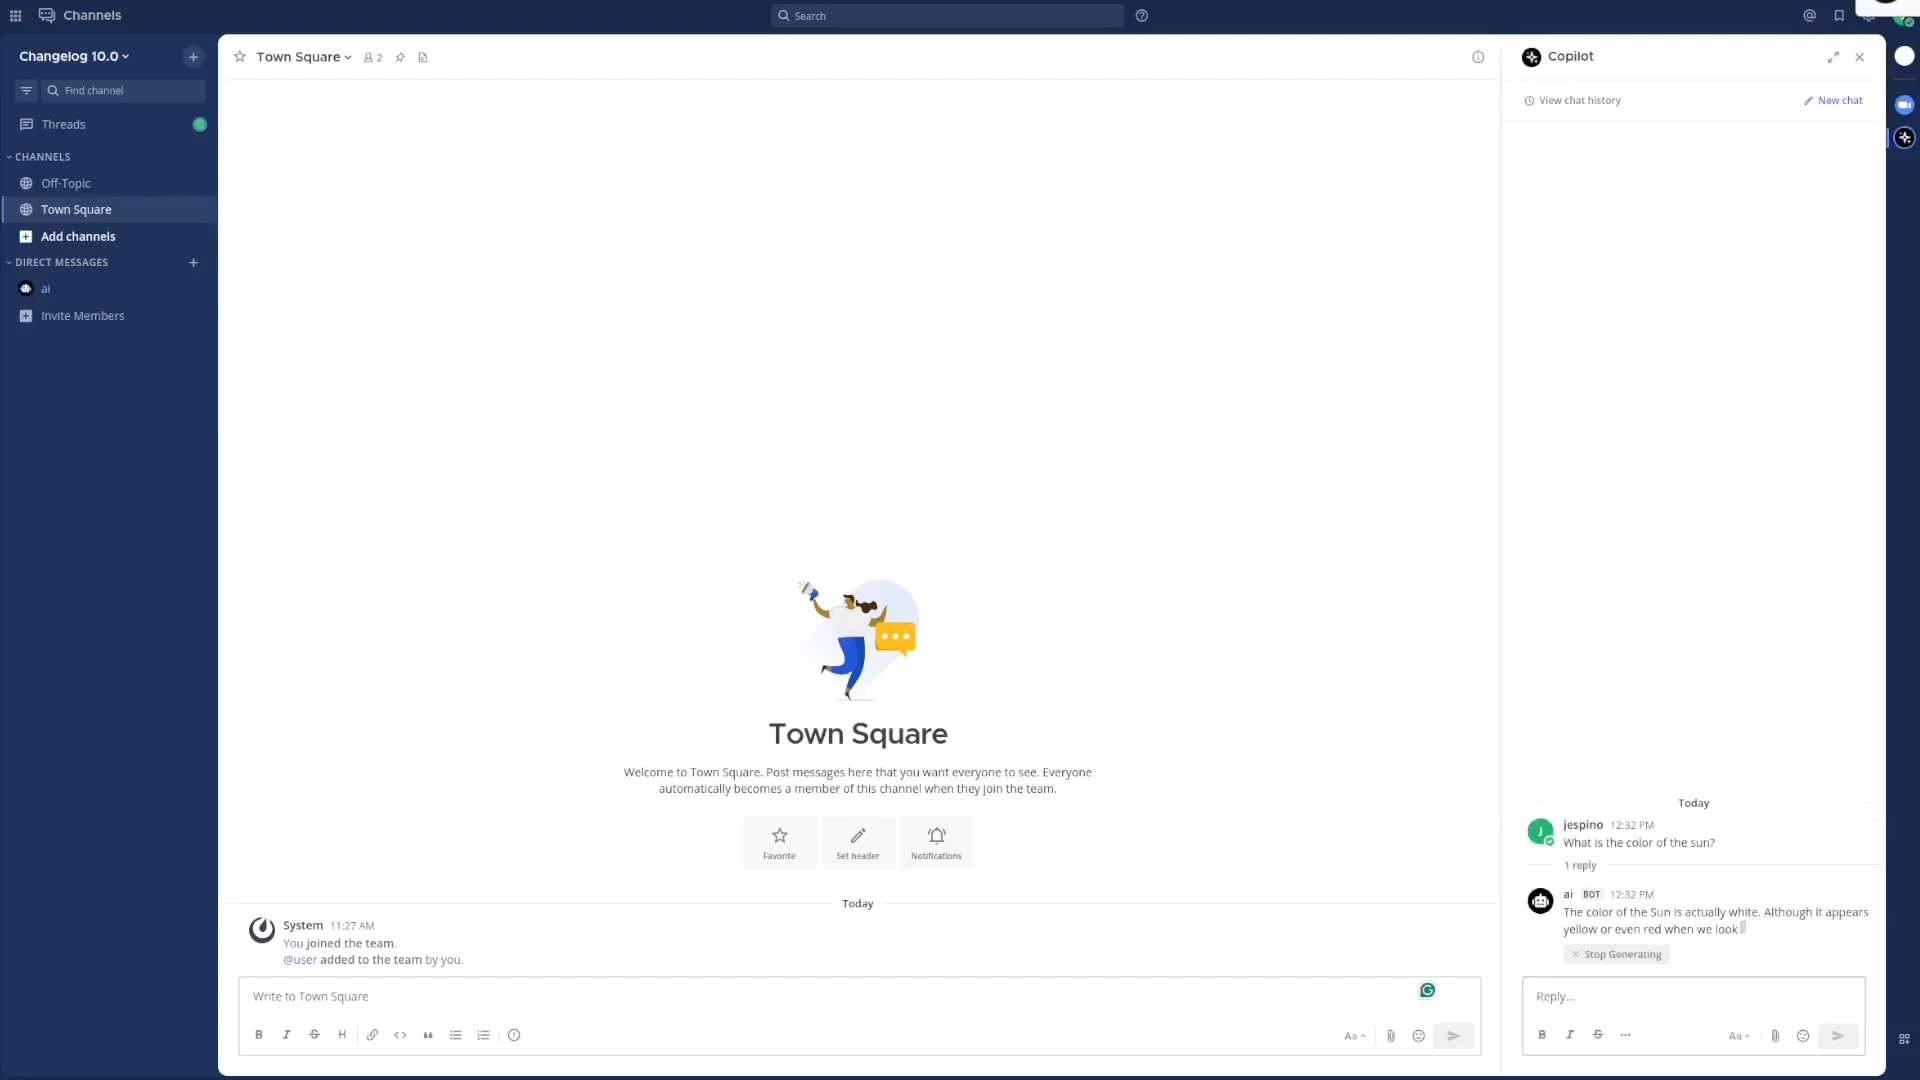 Channels
Search
Changelog 10.0
Find channel
Threads
CHANNELS
Off-Topic
Town Square
Add channels
DIRECT MESSAGES
ai
Invite Members
Town Square
2
Town Square
Welcome to Town Square. Post messages here that you want everyone to see. Everyone
automatically becomes a member of this channel when they join the team.
Favorite
Set header
Notifications
Today
System 11:27 AM
You joined the team.
@user added to the team by you.
Write to Town Square
B I S H
Aa
Copilot
View chat history
New chat
Today
J
jespino 12:32 PM
What is the color of the sun?
1 reply
ai BOT 12:32 PM
The color of the Sun is actually white. Although it appears
yellow or even red when we look
Stop Generating
Reply...
B I S
Aa